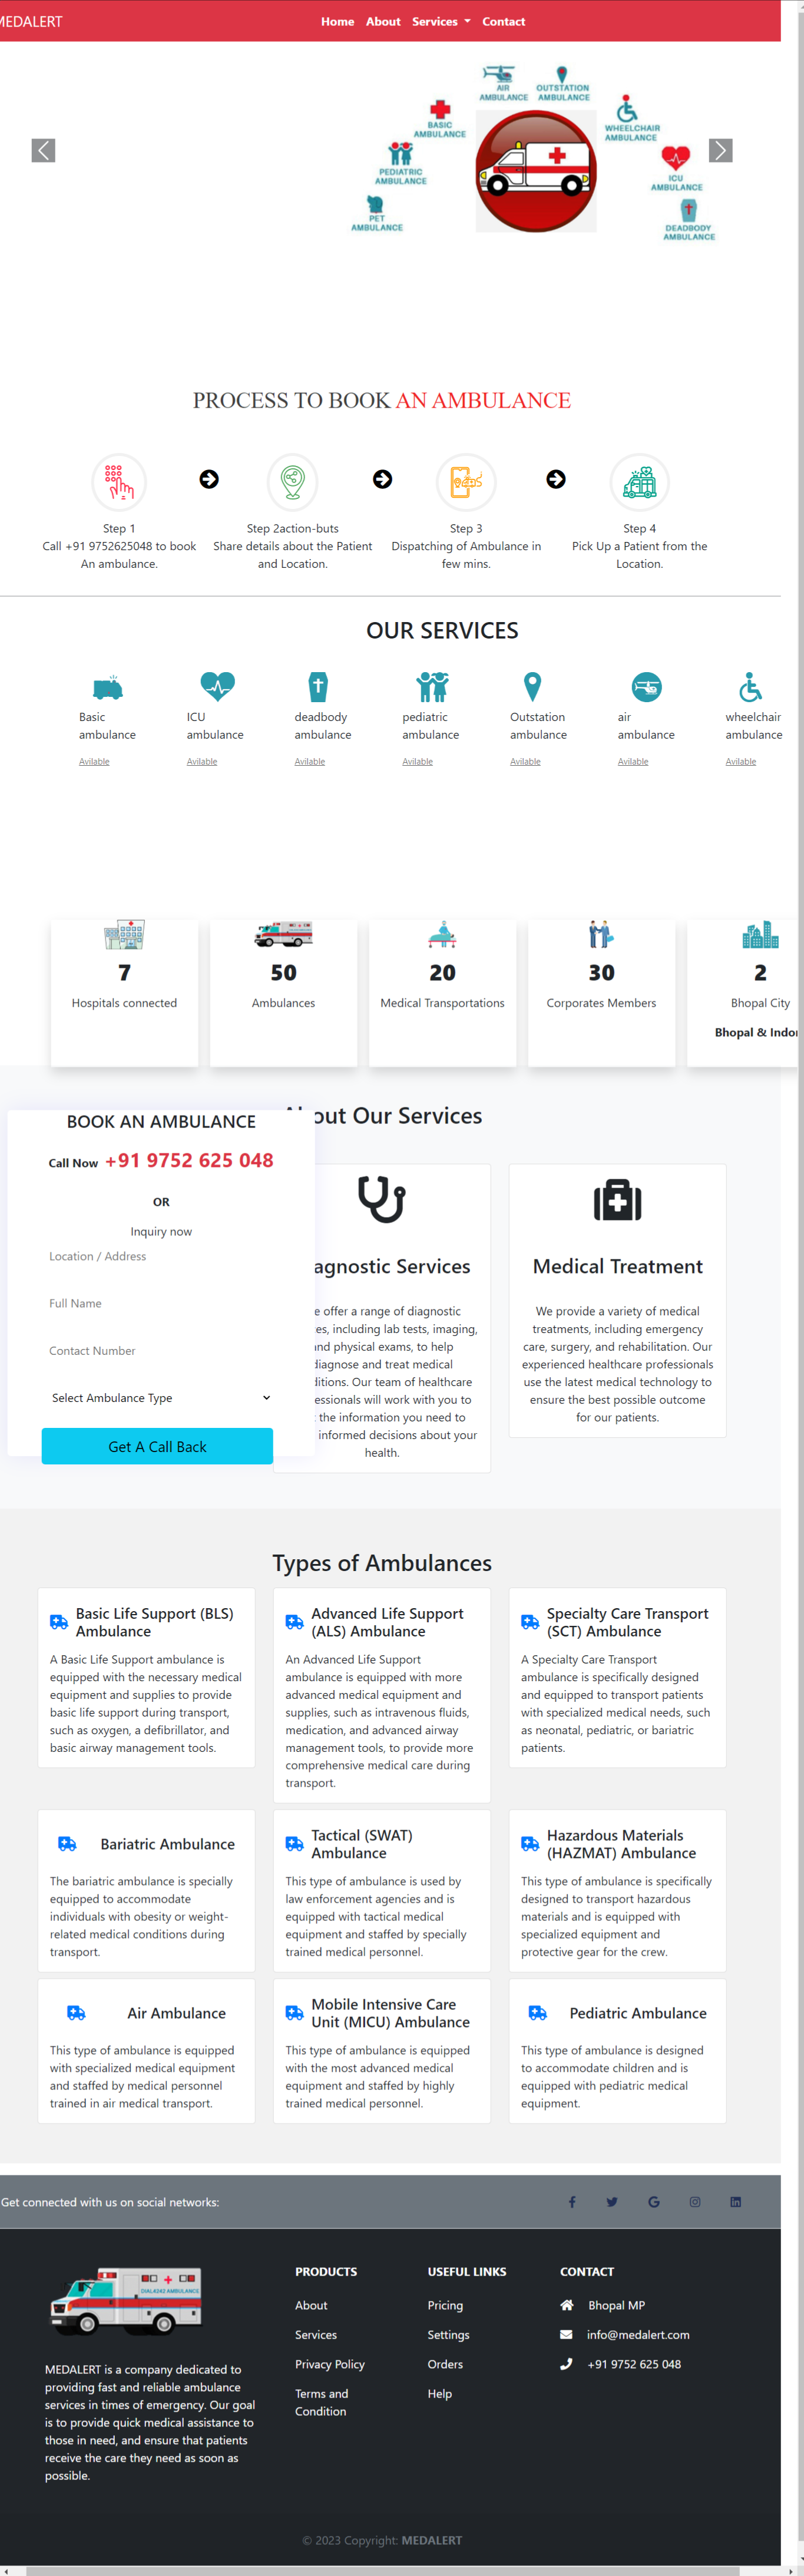 MEDALERT
Home About Services Contact
AIR
AMBULANCE
OUTSTATION
AMBULANCE
BASIC
AMBULANCE
WHEELCHAIR
AMBULANCE
PEDIATRIC
AMBULANCE
ICU
AMBULANCE
PET
AMBULANCE
DEADBODY
AMBULANCE
PROCESS TO BOOK AN AMBULANCE
Step 1
Call +91 9752625048 to book
An ambulance.
Step 2action-buts
Share details about the Patient
and Location.
Step 3
Dispatching of Ambulance in
few mins.
Step 4
Pick Up a Patient from the
Location.
OUR SERVICES
Basic
ambulance
Avilable
ICU
ambulance
Avilable
deadbody
ambulance
Avilable
pediatric
ambulance
Avilable
Outstation
ambulance
Avilable
air
ambulance
Avilable
wheelchair
ambulance
Avilable
7
Hospitals connected
50
Ambulances
20
Medical Transportations
30
Corporates Members
2
Bhopal City
Bhopal & Indo
BOOK AN AMBULANCE
Call Now +91 9752 625 048
OR
Inquiry now
Location / Address
Full Name
Contact Number
Select Ambulance Type
Get A Call Back
out Our Services
agnostic Services
e offer a range of diagnostic
es, including lab tests, imaging,
nd physical exams, to help
diagnose and treat medical
ditions. Our team of healthcare
essionals will work with you to
the information you need to
informed decisions about your
health.
Medical Treatment
We provide a variety of medical
treatments, including emergency
care, surgery, and rehabilitation. Our
experienced healthcare professionals
use the latest medical technology to
ensure the best possible outcome
for our patients.
Types of Ambulances
Basic Life Support (BLS)
Ambulance
A Basic Life Support ambulance is
equipped with the necessary medical
equipment and supplies to provide
basic life support during transport,
such as oxygen, a defibrillator, and
basic airway management tools.
Advanced Life Support
(ALS) Ambulance
An Advanced Life Support
ambulance is equipped with more
advanced medical equipment and
supplies, such as intravenous fluids,
medication, and advanced airway
management tools, to provide more
comprehensive medical care during
transport.
Specialty Care Transport
(SCT) Ambulance
A Specialty Care Transport
ambulance is specifically designed
and equipped to transport patients
with specialized medical needs, such
as neonatal, pediatric, or bariatric
patients.
Bariatric Ambulance
The bariatric ambulance is specially
equipped to accommodate
individuals with obesity or weight-
related medical conditions during
transport.
Tactical (SWAT)
Ambulance
This type of ambulance is used by
law enforcement agencies and is
equipped with tactical medical
equipment and staffed by specially
trained medical personnel.
Hazardous Materials
(HAZMAT) Ambulance
This type of ambulance is specifically
designed to transport hazardous
materials and is equipped with
specialized equipment and
protective gear for the crew.
Air Ambulance
This type of ambulance is equipped
with specialized medical equipment
and staffed by medical personnel
trained in air medical transport.
Mobile Intensive Care
Unit (MICU) Ambulance
This type of ambulance is equipped
with the most advanced medical
equipment and staffed by highly
trained medical personnel.
Pediatric Ambulance
This type of ambulance is designed
to accommodate children and is
equipped with pediatric medical
equipment.
Get connected with us on social networks:
DIAL4242 AMBULANCE
MEDALERT is a company dedicated to
providing fast and reliable ambulance
services in times of emergency. Our goal
is to provide quick medical assistance to
those in need, and ensure that patients
receive the care they need as soon as
possible.
PRODUCTS
About
Services
Privacy Policy
Terms and
Condition
USEFUL LINKS
Pricing
Settings
Orders
Help
CONTACT
Bhopal MP
info@medalert.com
+91 9752 625 048
© 2023 Copyright: MEDALERT